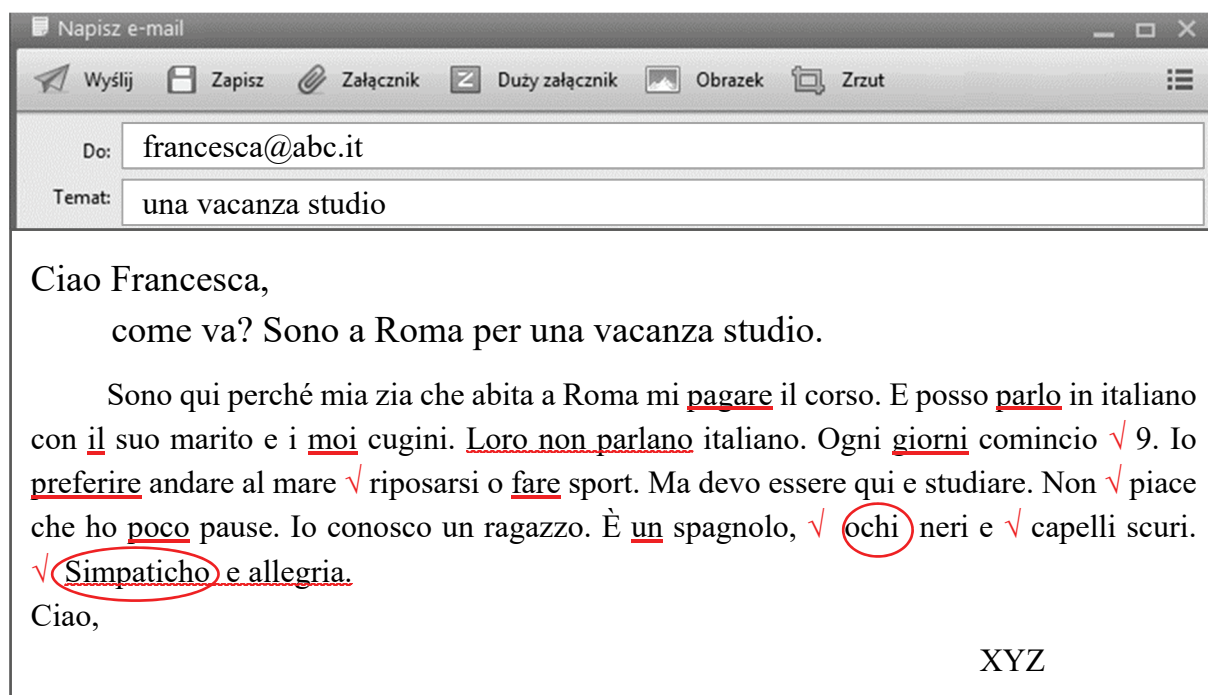 Napisz e-mail
Wyślij Zapisz Załącznik Duży załącznik Obrazek Zrzut
Do: francesca@abc.it
Temat: una vacanza studio
Ciao Francesca,
come va? Sono a Roma per una vacanza studio.
Sono qui perché mia zia che abita a Roma mi pagare il corso. E posso parlo in italiano
con il suo marito e i moi cugini. Loro non parlano italiano. Ogni giorni comincio √ 9. Io
preferire andare al mare √ riposarsi o fare sport. Ma devo essere qui e studiare. Non √ piace
che ho poco pause. Io conosco un ragazzo. È un spagnolo, √ ochi neri e √ capelli scuri.
√ Simpaticho e allegria.
Ciao,
XYZ